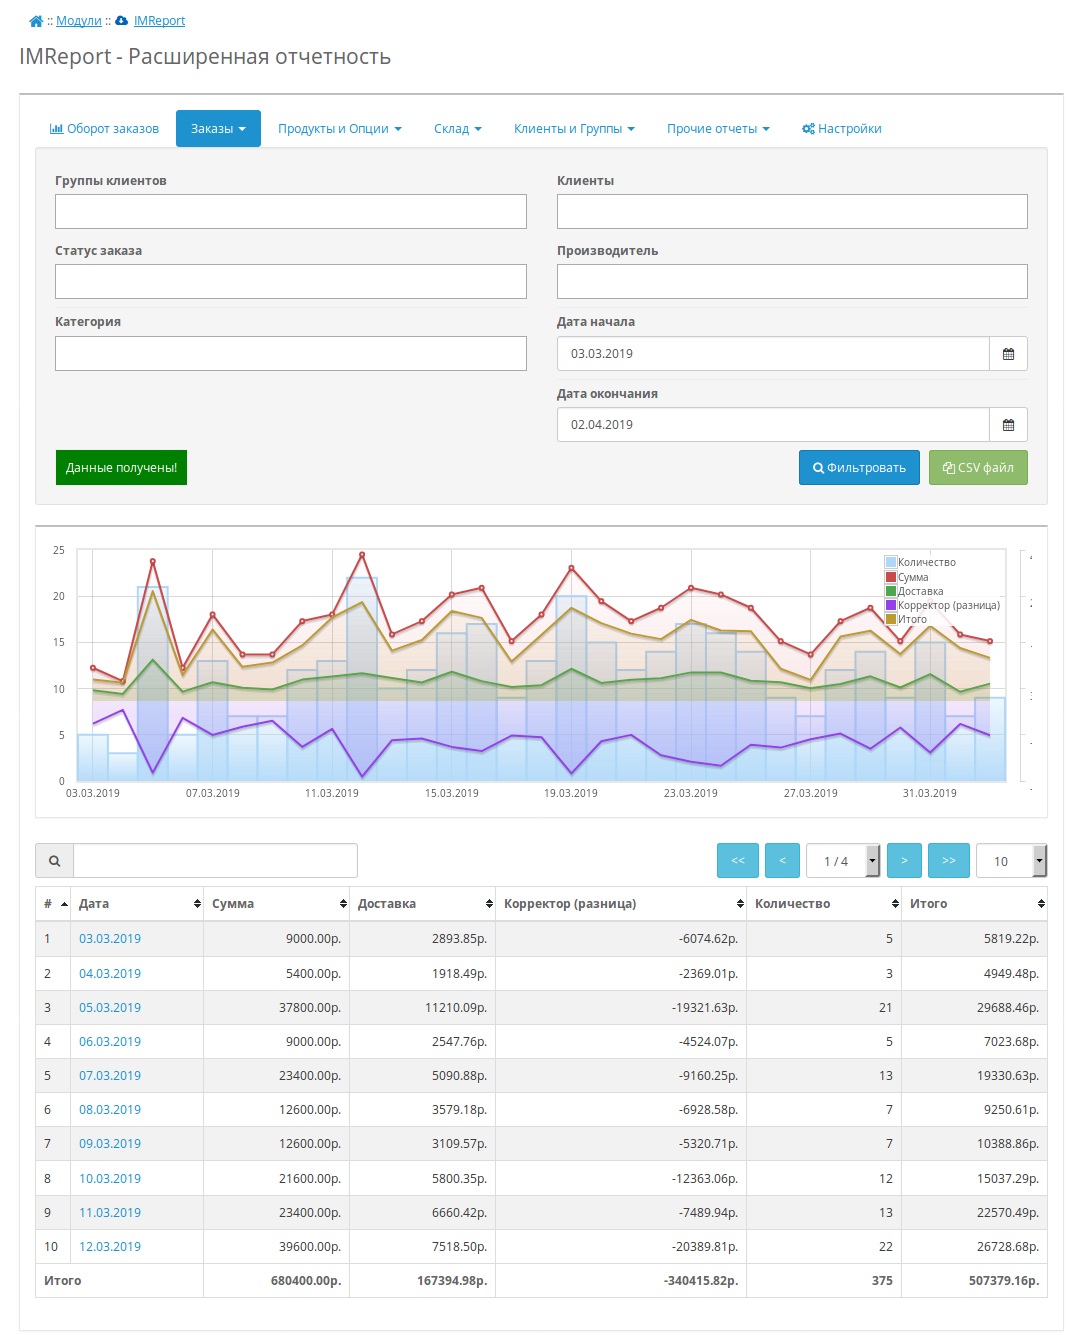 :: Модули :: IMReport
IMReport - Расширенная отчетность
Оборот заказов Заказы Продукты и Опции Склад Клиенты и Группы Прочие отчеты Настройки
Группы клиентов Клиенты
Статус заказа Производитель
Категория Дата начала
03.03.2019
Дата окончания
02.04.2019
Данные получены! Фильтровать CSV файл
25
20
15
10
5
0
Количество
Сумма
Доставка
Корректор (разница)
Итого
03.03.2019 07.03.2019 11.03.2019 15.03.2019 19.03.2019 23.03.2019 27.03.2019 31.03.2019
<< < 1 / 4 > >> 10
# Дата Сумма Доставка Корректор (разница) Количество Итого
1 03.03.2019 9000.00р. 2893.85р. -6074.62р. 5 5819.22р.
2 04.03.2019 5400.00р. 1918.49р. -2369.01р. 3 4949.48р.
3 05.03.2019 37800.00р. 11210.09р. -19321.63р. 21 29688.46р.
4 06.03.2019 9000.00р. 2547.76р. -4524.07р. 5 7023.68р.
5 07.03.2019 23400.00р. 5090.88р. -9160.25р. 13 19330.63р.
6 08.03.2019 12600.00р. 3579.18р. -6928.58р. 7 9250.61р.
7 09.03.2019 12600.00р. 3109.57р. -5320.71р. 7 10388.86р.
8 10.03.2019 21600.00р. 5800.35р. -12363.06р. 12 15037.29р.
9 11.03.2019 23400.00р. 6660.42р. -7489.94р. 13 22570.49р.
10 12.03.2019 39600.00р. 7518.50р. -20389.81р. 22 26728.68р.
Итого 680400.00р. 167394.98р. -340415.82р. 375 507379.16р.